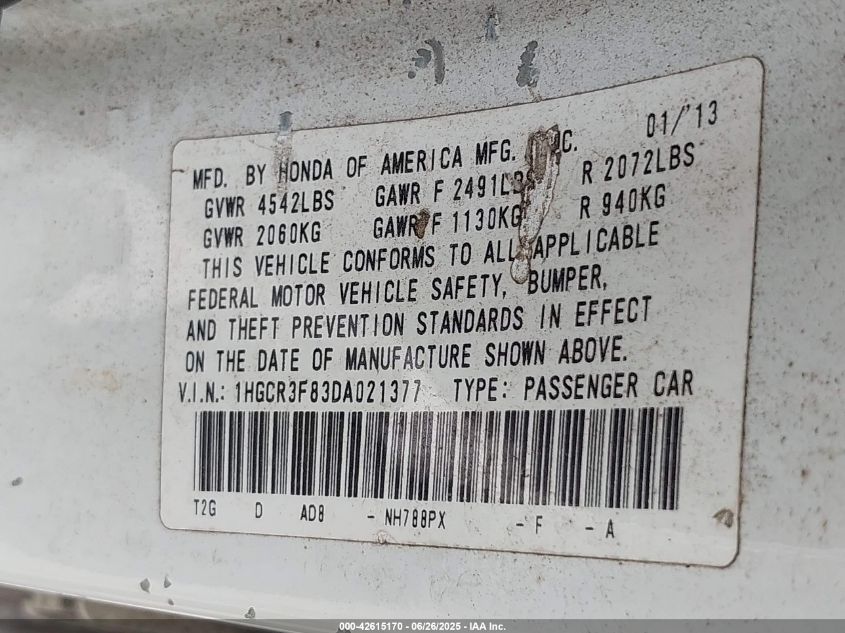 01/'13
MFD. BY HONDA OF AMERICA MFG.
GVWR 4542LBS GAWR F 2491LBS R 2072LBS
GVWR 2060KG GAWR F 1130KG R 940KG
THIS VEHICLE CONFORMS TO ALL APPLICABLE
FEDERAL MOTOR VEHICLE SAFETY, BUMPER,
AND THEFT PREVENTION STANDARDS IN EFFECT
ON THE DATE OF MANUFACTURE SHOWN ABOVE.
V.I.N.: 1HGCR3F83DA021377 TYPE: PASSENGER CAR
T2G D AD8 - NH788PX - F - A
000-42615170 - 06/26/2025 - IAA Inc.